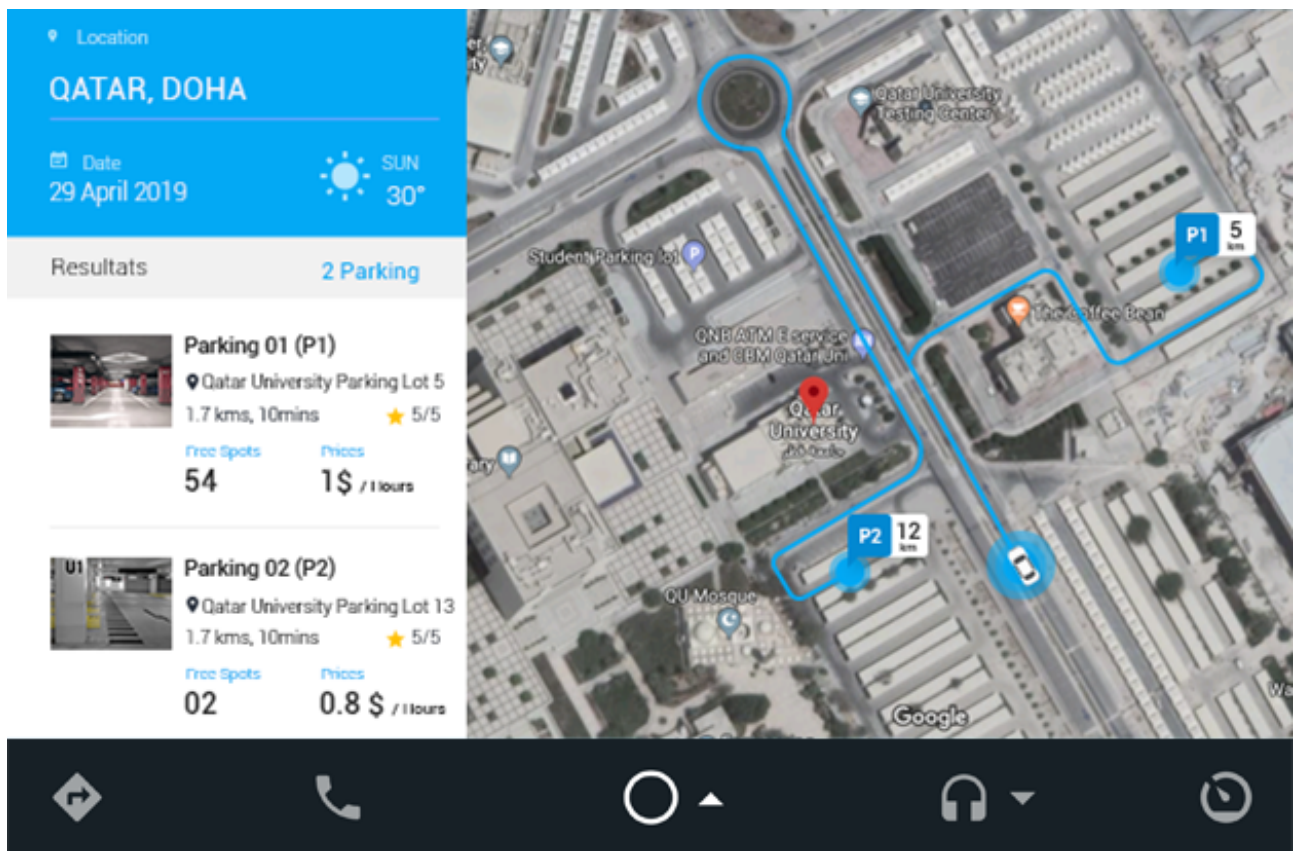 Location
QATAR, DOHA
Date
29 April 2019
SUN
30°
Resultats
2 Parking
Parking 01 (P1)
Qatar University Parking Lot 5
1.7 kms, 10mins
5/5
Free Spots
Prices
54
1$ / Hours
U1
Parking 02 (P2)
Qatar University Parking Lot 13
1.7 kms, 10mins
5/5
Free Spots
Prices
02
0.8 $ / Hours
Qatar University
Testing Center
P1
5
km
Student Parking lot
P
The Coffee Bean
QNB ATM E service
and CBM Qatar Uni
Qatar
University
جامعة قطر
P2
12
km
QU Mosque
Google